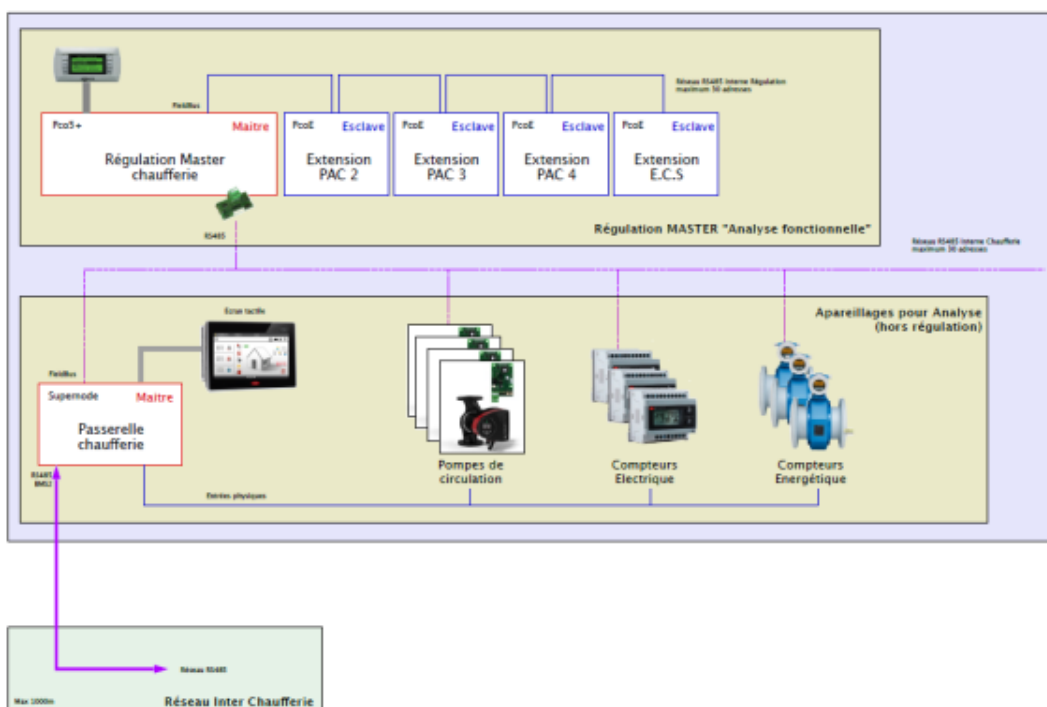 Réseau RS485 Interne Régulation
maximum 30 adresses
FieldBus
Pco5+
Maitre
Régulation Master
chaufferie
PcoE
Esclave
Extension
PAC 2
PcoE
Esclave
Extension
PAC 3
PcoE
Esclave
Extension
PAC 4
PcoE
Esclave
Extension
E.C.S
RS485
Régulation MASTER "Analyse fonctionnelle"
Réseau RS485 Interne Chaufferie
maximum 30 adresses
Apareillages pour Analyse
(hors régulation)
Ecran tactile
FieldBus
Supernode
Maitre
Passerelle
chaufferie
RS485
BMS2
Pompes de
circulation
Compteurs
Electrique
Compteurs
Energétique
Entrées physiques
Réseau RS485
Max 1000m
Réseau Inter Chaufferie